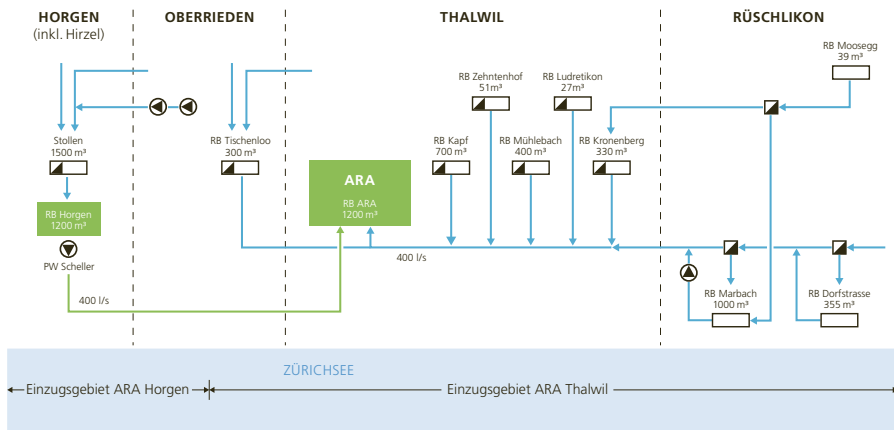 HORGEN
(inkl. Hirzel)
OBERRIEDEN
THALWIL
RÜSCHLIKON
RB Moosegg
39 m³
RB Zehntenhof
51m³
RB Ludretikon
27m³
Stollen
1500 m³
RB Tischenloo
300 m³
RB Kapf
700 m³
RB Mühlebach
400 m³
RB Kronenberg
330 m³
ARA
RB ARA
1200 m³
RB Horgen
1200 m³
PW Scheller
400 l/s
400 l/s
RB Marbach
1000 m³
RB Dorfstrasse
355 m³
ZÜRICHSEE
Einzugsgebiet ARA Horgen
Einzugsgebiet ARA Thalwil